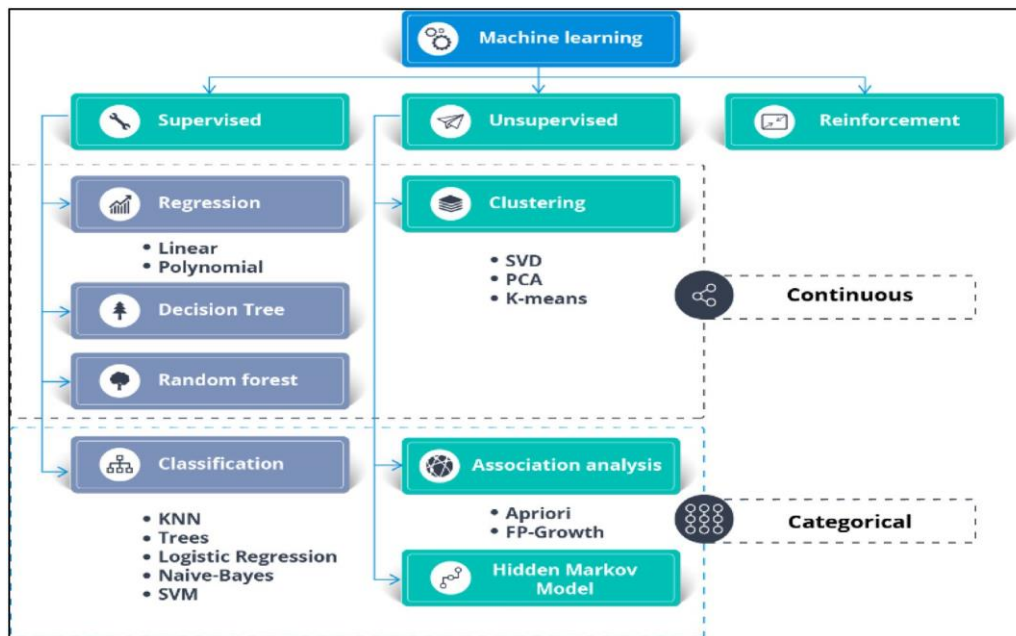 Machine learning
Supervised
Unsupervised
Reinforcement
Regression
• Linear
• Polynomial
Decision Tree
Random forest
Clustering
• SVD
• PCA
• K-means
Continuous
Classification
• KNN
• Trees
• Logistic Regression
• Naive-Bayes
• SVM
Association analysis
• Apriori
• FP-Growth
Hidden Markov
Model
Categorical